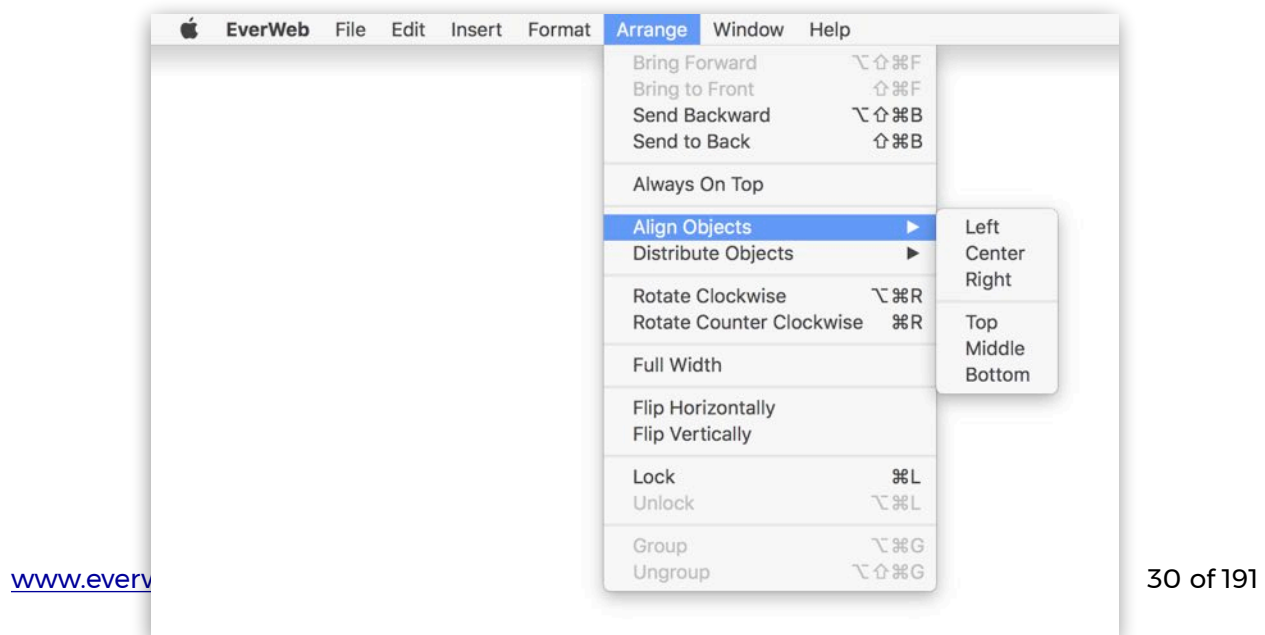 EverWeb File Edit Insert Format Arrange Window Help
Bring Forward ⌥⇧⌘F
Bring to Front ⇧⌘F
Send Backward ⌥⇧⌘B
Send to Back ⇧⌘B
Always On Top
Align Objects ▶
Left
Center
Right
Top
Middle
Bottom
Distribute Objects ▶
Rotate Clockwise ⌥⌘R
Rotate Counter Clockwise ⌘R
Full Width
Flip Horizontally
Flip Vertically
Lock ⌘L
Unlock ⌥⌘L
Group ⌥⌘G
Ungroup ⌥⇧⌘G
30 of 191